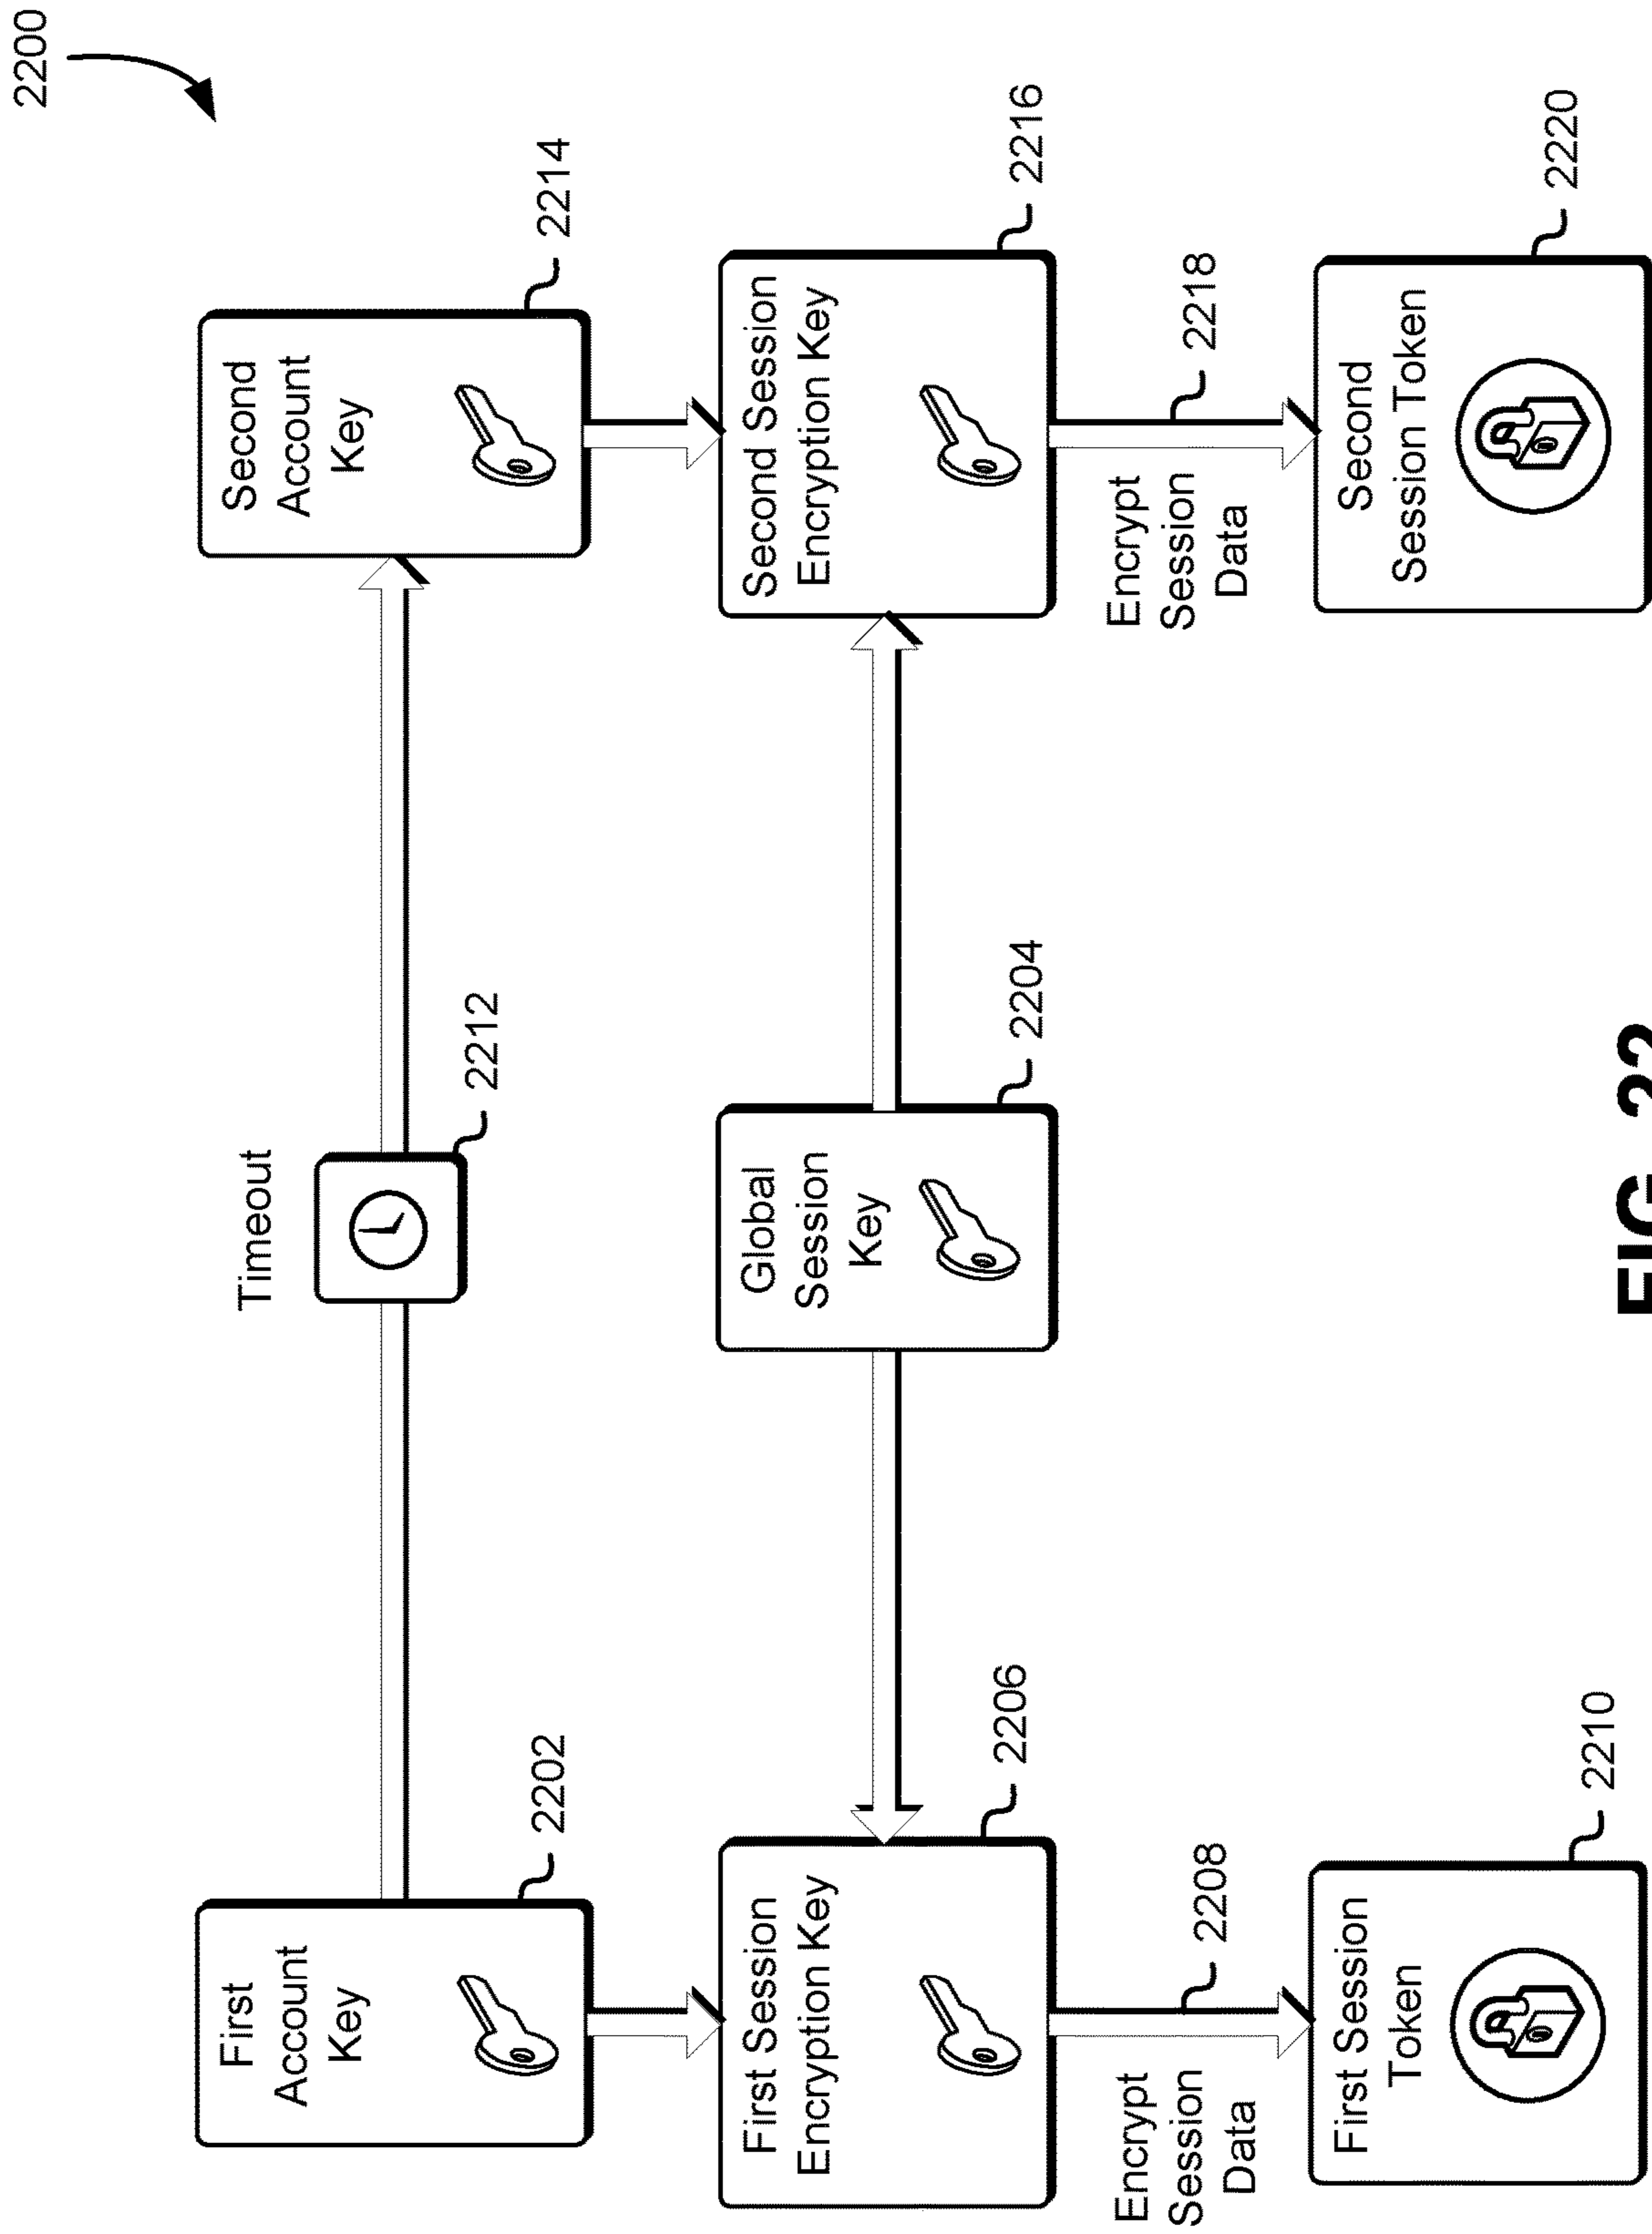 2200
Timeout
First
Account
Key
2202
2212
Second
Account
Key
2214
First Session
Encryption Key
2206
Global
Session
Key
2204
Second Session
Encryption Key
2216
Encrypt
Session
Data
2208
Encrypt
Session
Data
2218
First Session
Token
2210
Second
Session Token
2220
FIG. 22